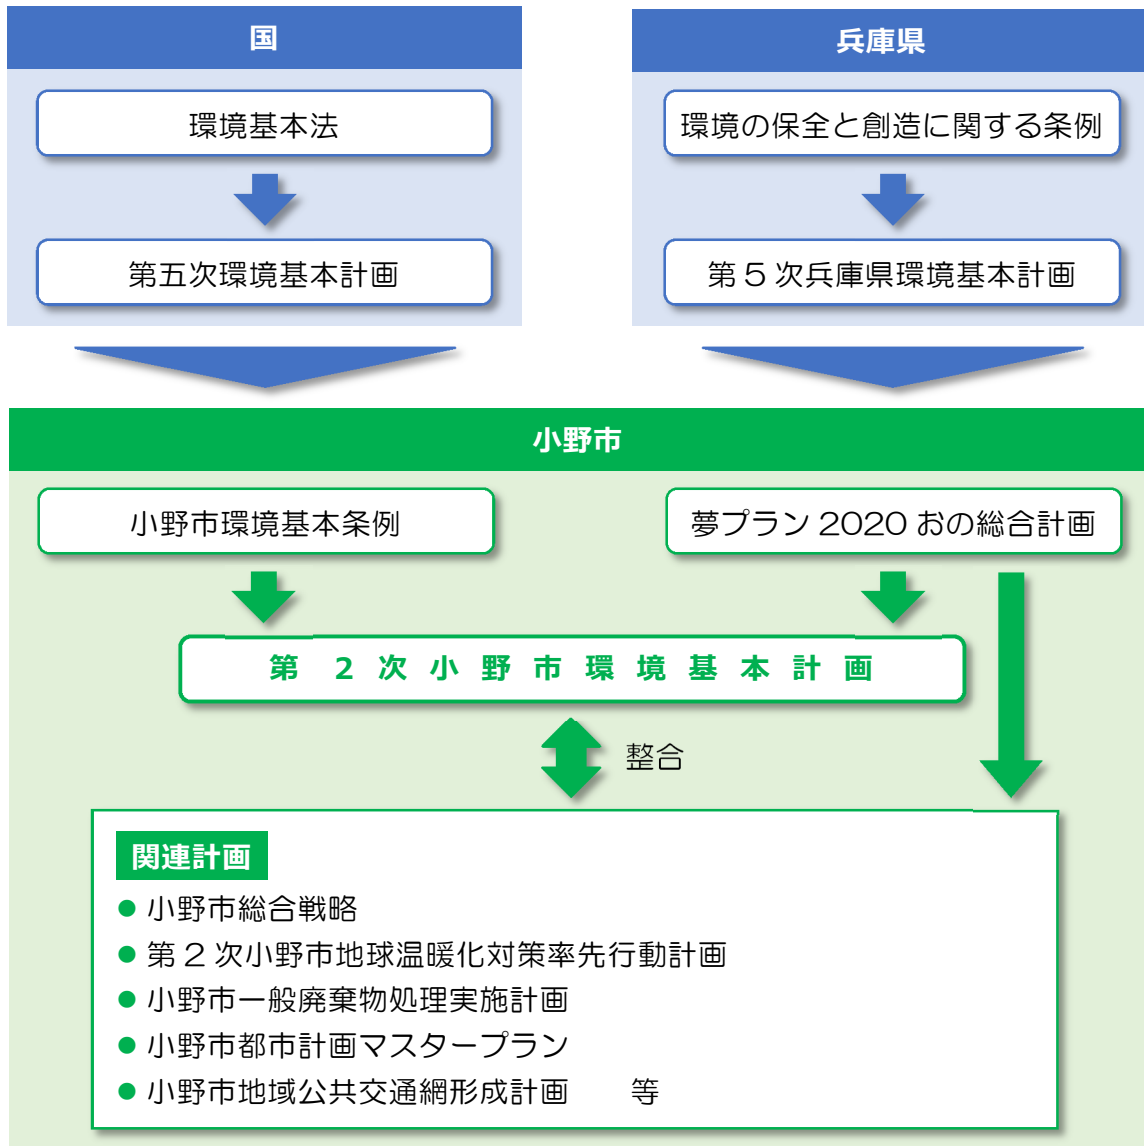 国
環境基本法
第五次環境基本計画
兵庫県
環境の保全と創造に関する条例
第5次兵庫県環境基本計画
小野市
小野市環境基本条例
夢プラン2020おの総合計画
第2次小野市環境基本計画
整合
関連計画
●小野市総合戦略
●第2次小野市地球温暖化対策率先行動計画
●小野市一般廃棄物処理実施計画
●小野市都市計画マスタープラン
●小野市地域公共交通網形成計画　等